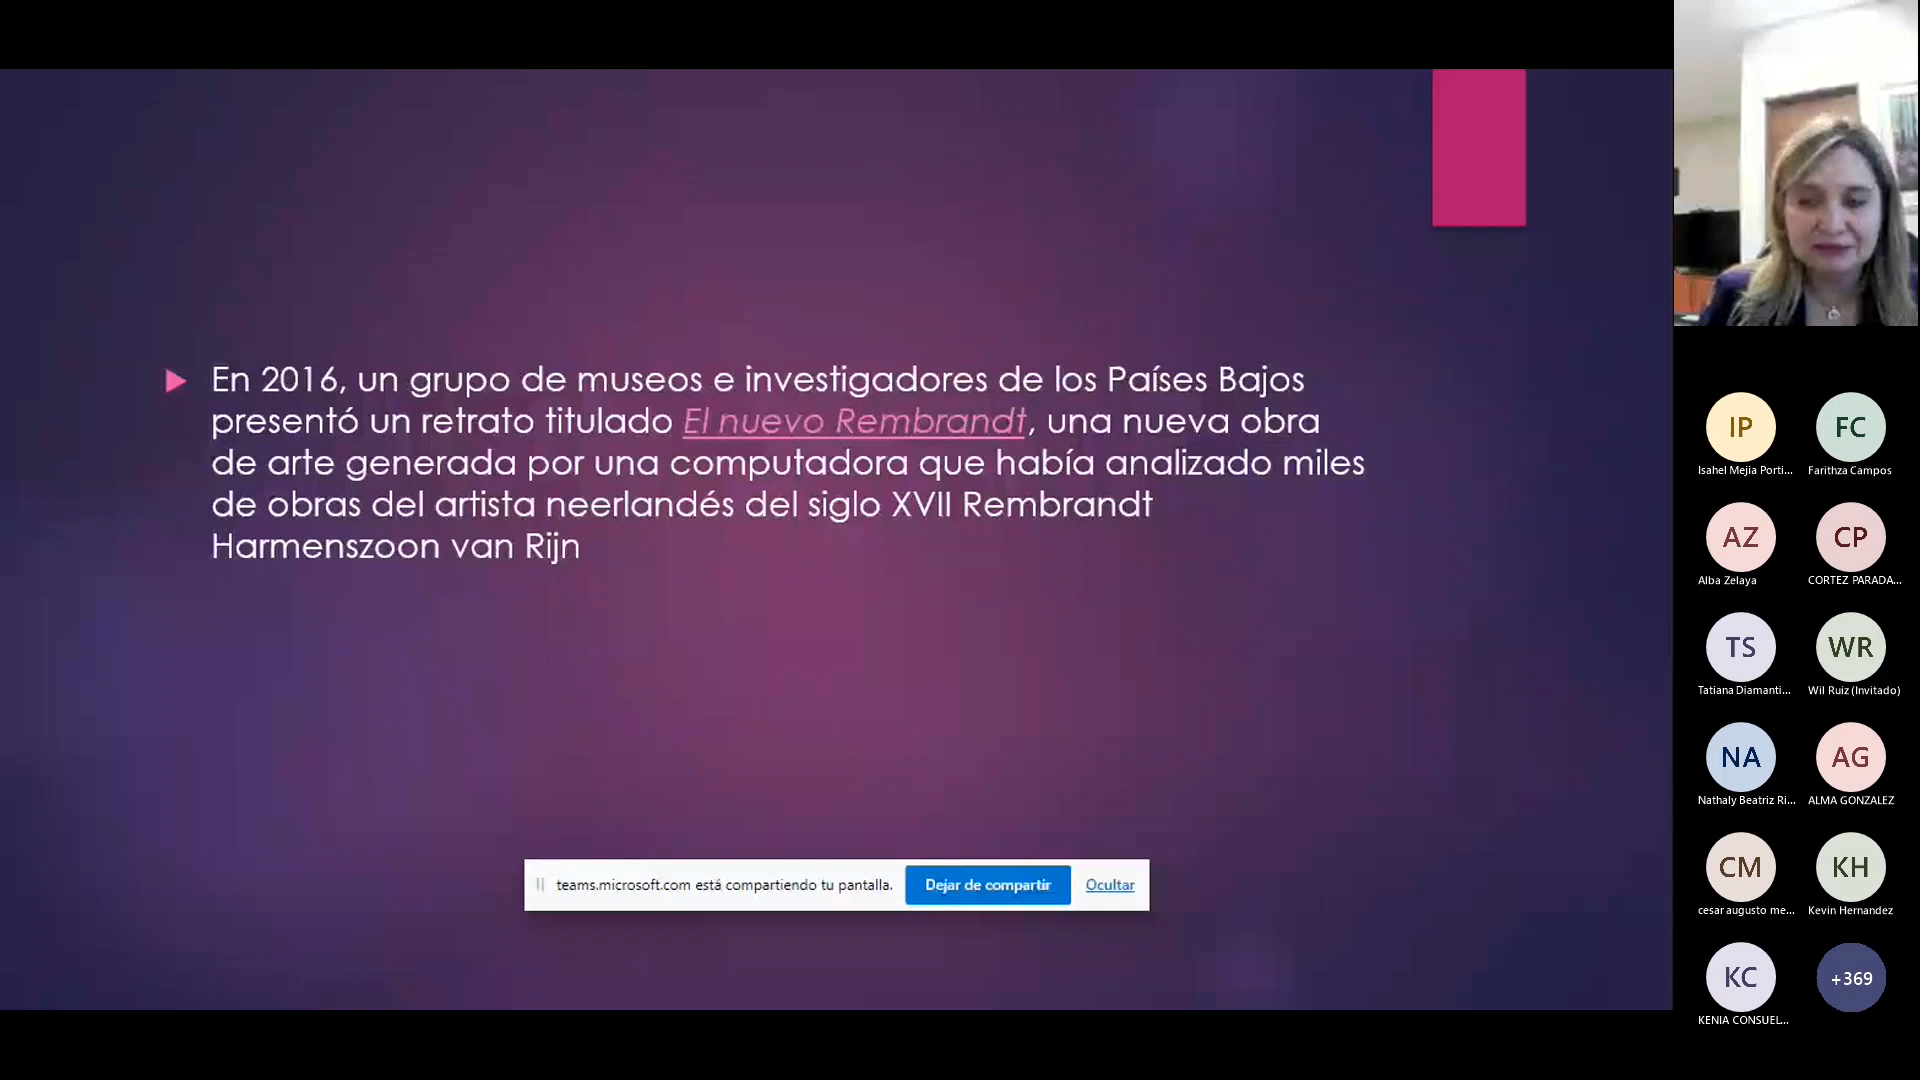 En 2016, un grupo de museos e investigadores de los Países Bajos
presentó un retrato titulado El nuevo Rembrandt, una nueva obra
de arte generada por una computadora que había analizado miles
de obras del artista neerlandés del siglo XVII Rembrandt
Harmenszoon van Rijn
teams.microsoft.com está compartiendo tu pantalla. Dejar de compartir Ocultar
IP FC
Isahel Mejia Porti... Farithza Campos
AZ CP
Alba Zelaya CORTEZ PARADA...
TS WR
Tatiana Diamanti... Wil Ruiz (Invitado)
NA AG
Nathaly Beatriz Ri... ALMA GONZALEZ
CM KH
cesar augusto me... Kevin Hernandez
KC +369
KENIA CONSUEL...